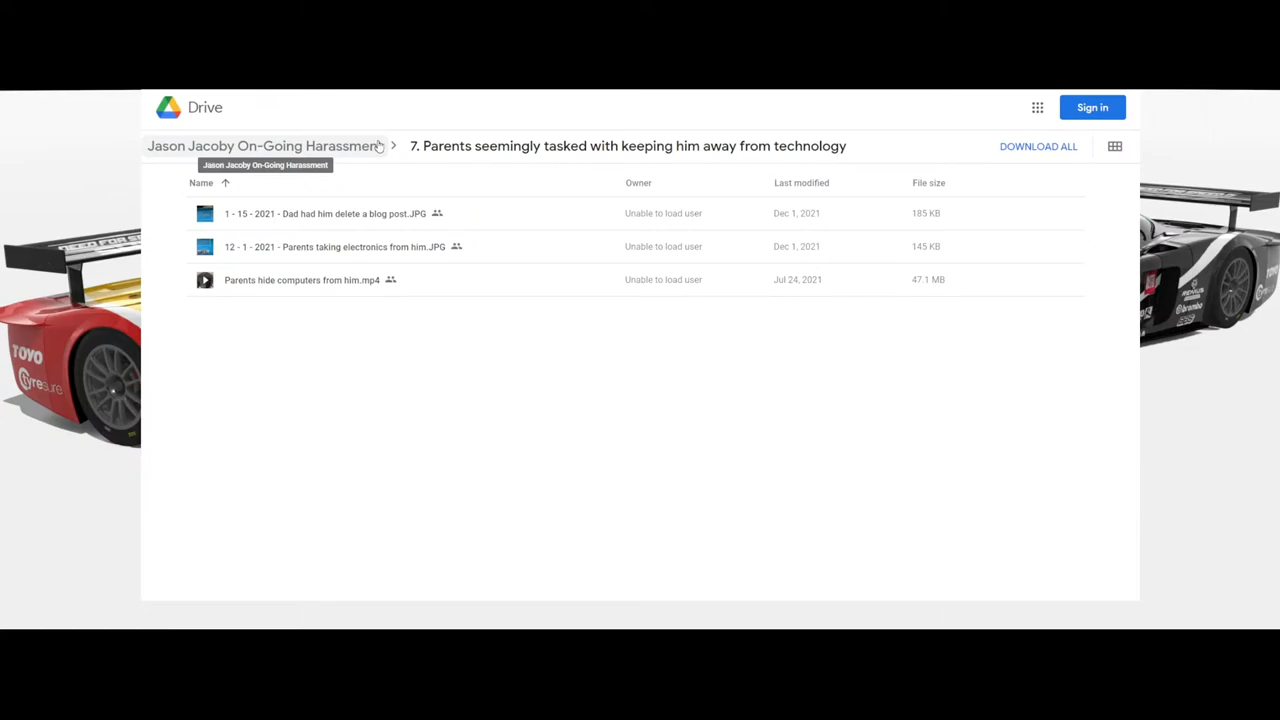 Drive
Sign in
Jason Jacoby On-Going Harassment > 7. Parents seemingly tasked with keeping him away from technology
DOWNLOAD ALL
Jason Jacoby On-Going Harassment
Name Owner Last modified File size
1 - 15 - 2021 - Dad had him delete a blog post.JPG Unable to load user Dec 1, 2021 185 KB
12 - 1 - 2021 - Parents taking electronics from him.JPG Unable to load user Dec 1, 2021 145 KB
Parents hide computers from him.mp4 Unable to load user Jul 24, 2021 47.1 MB
TOYO
tyresure
REMUS
brembo